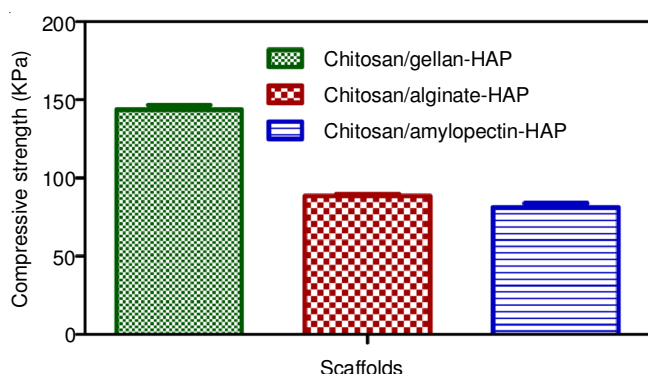 Compressive strength (KPa)
200
150
100
50
0
Chitosan/gellan-HAP
Chitosan/alginate-HAP
Chitosan/amylopectin-HAP
Scaffolds